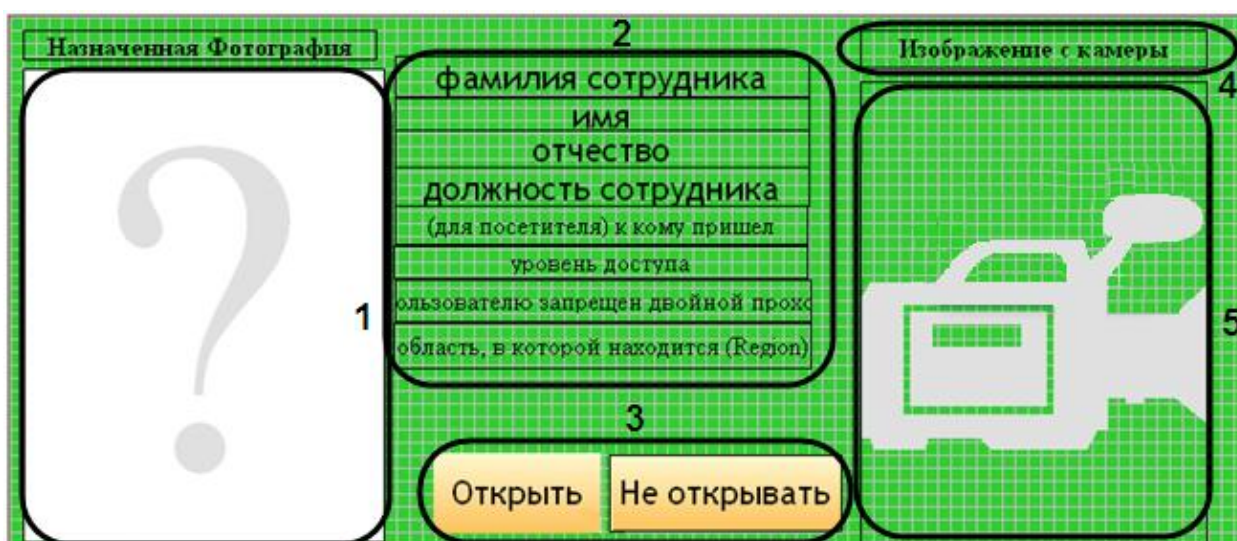 2
Назначенная Фотография
Изображение с камеры
4
фамилия сотрудника
имя
отчество
должность сотрудника
(для посетителя) к кому пришел
уровень доступа
ользователю запрещен двойной прохо
область, в которой находится (Region)
1
5
3
Открыть
Не открывать